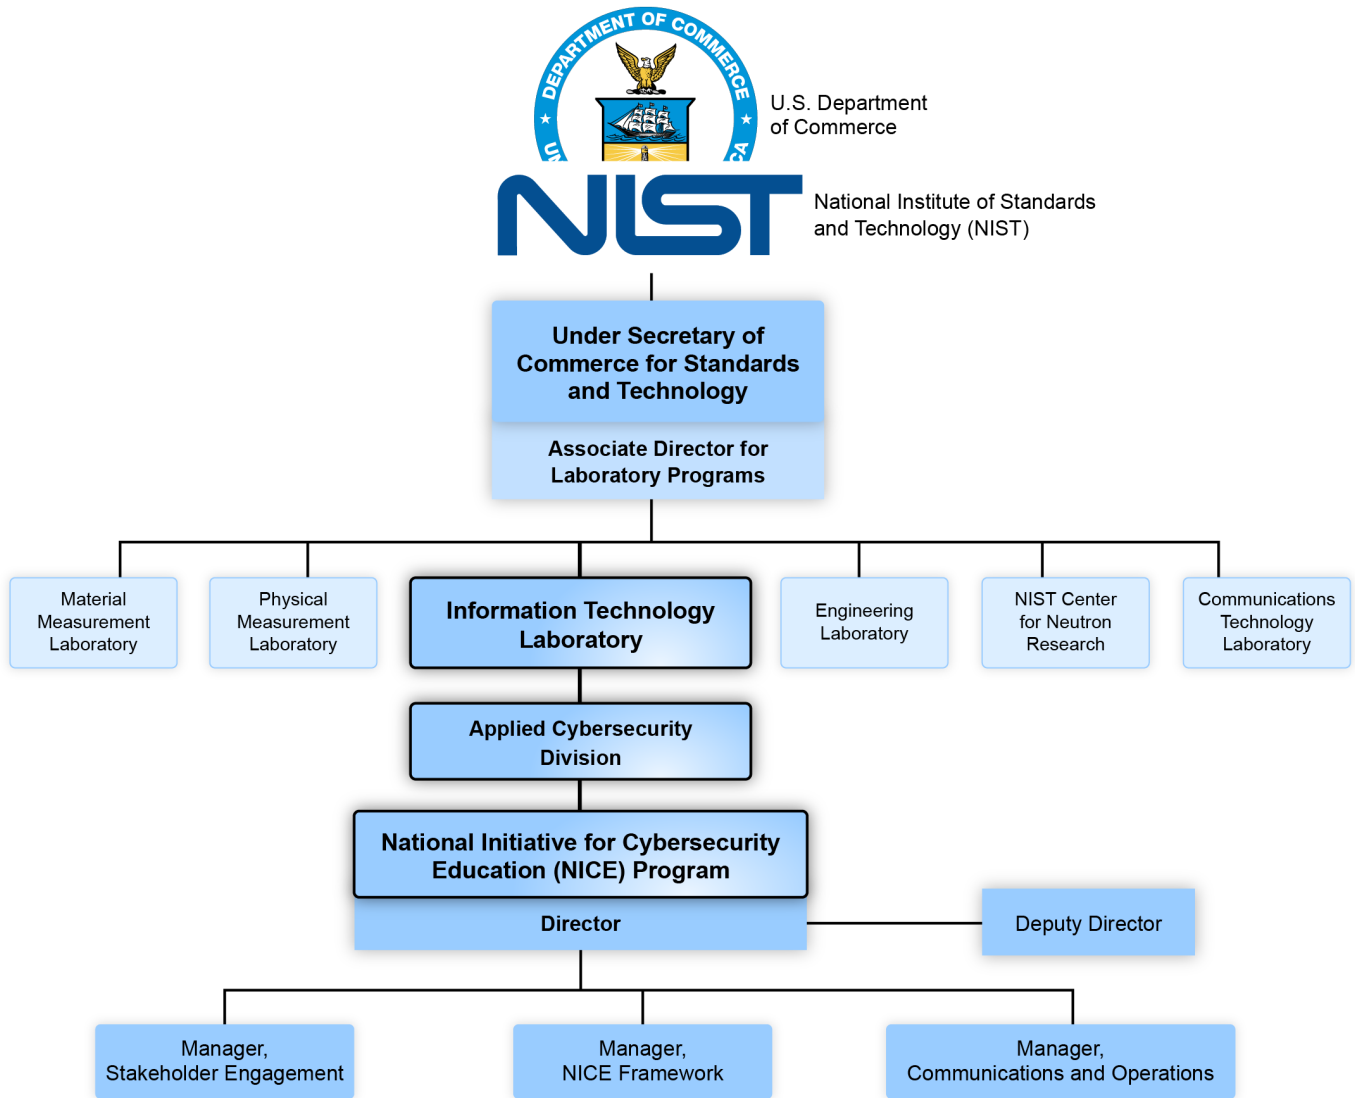 DEPARTMENT OF COMMERCE
U.S. Department
of Commerce
NIST
National Institute of Standards
and Technology (NIST)
Under Secretary of
Commerce for Standards
and Technology
Associate Director for
Laboratory Programs
Material
Measurement
Laboratory
Physical
Measurement
Laboratory
Information Technology
Laboratory
Engineering
Laboratory
NIST Center
for Neutron
Research
Communications
Technology
Laboratory
Applied Cybersecurity
Division
National Initiative for Cybersecurity
Education (NICE) Program
Director
Deputy Director
Manager,
Stakeholder Engagement
Manager,
NICE Framework
Manager,
Communications and Operations